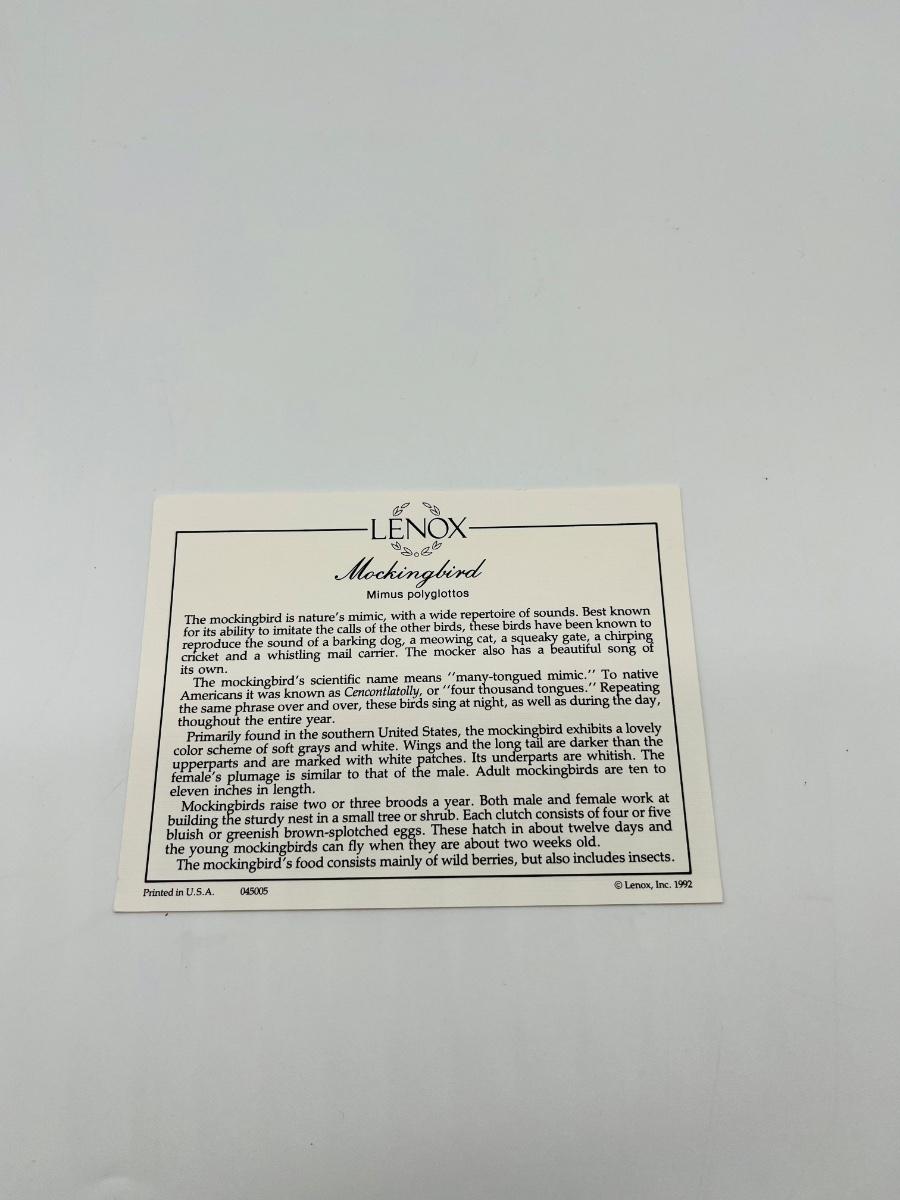 LENOX
Mockingbird
Mimus polyglottos
The mockingbird is nature's mimic, with a wide repertoire of sounds. Best known
for its ability to imitate the calls of the other birds, these birds have been known to
reproduce the sound of a barking dog, a meowing cat, a squeaky gate, a chirping
cricket and a whistling mail carrier. The mocker also has a beautiful song of
its own.
The mockingbird's scientific name means "many-tongued mimic." To native
Americans it was known as Cencontlatolly, or "four thousand tongues." Repeating
the same phrase over and over, these birds sing at night, as well as during the day,
thoughout the entire year.
Primarily found in the southern United States, the mockingbird exhibits a lovely
color scheme of soft grays and white. Wings and the long tail are darker than the
upperparts and are marked with white patches. Its underparts are whitish. The
female's plumage is similar to that of the male. Adult mockingbirds are ten to
eleven inches in length.
Mockingbirds raise two or three broods a year. Both male and female work at
building the sturdy nest in a small tree or shrub. Each clutch consists of four or five
bluish or greenish brown-splotched eggs. These hatch in about twelve days and
the young mockingbirds can fly when they are about two weeks old.
The mockingbird's food consists mainly of wild berries, but also includes insects.
Printed in U.S.A. 045005 © Lenox, Inc. 1992